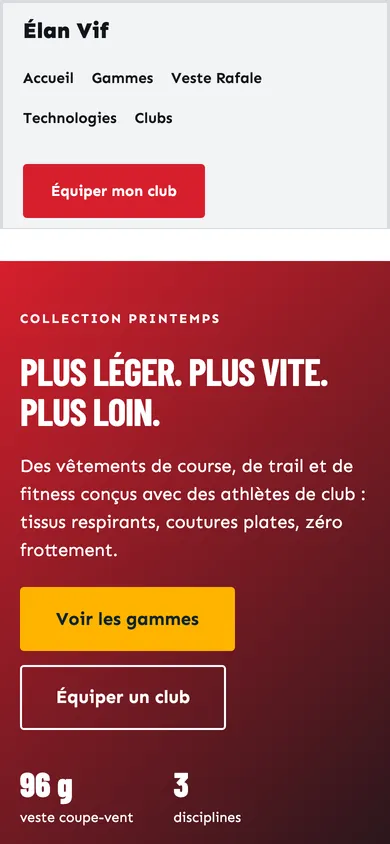 Élan Vif
Accueil Gammes Veste Rafale
Technologies Clubs
Équiper mon club
COLLECTION PRINTEMPS
PLUS LÉGER. PLUS VITE.
PLUS LOIN.
Des vêtements de course, de trail et de
fitness conçus avec des athlètes de club :
tissus respirants, coutures plates, zéro
frottement.
Voir les gammes
Équiper un club
96 g 3
veste coupe-vent disciplines